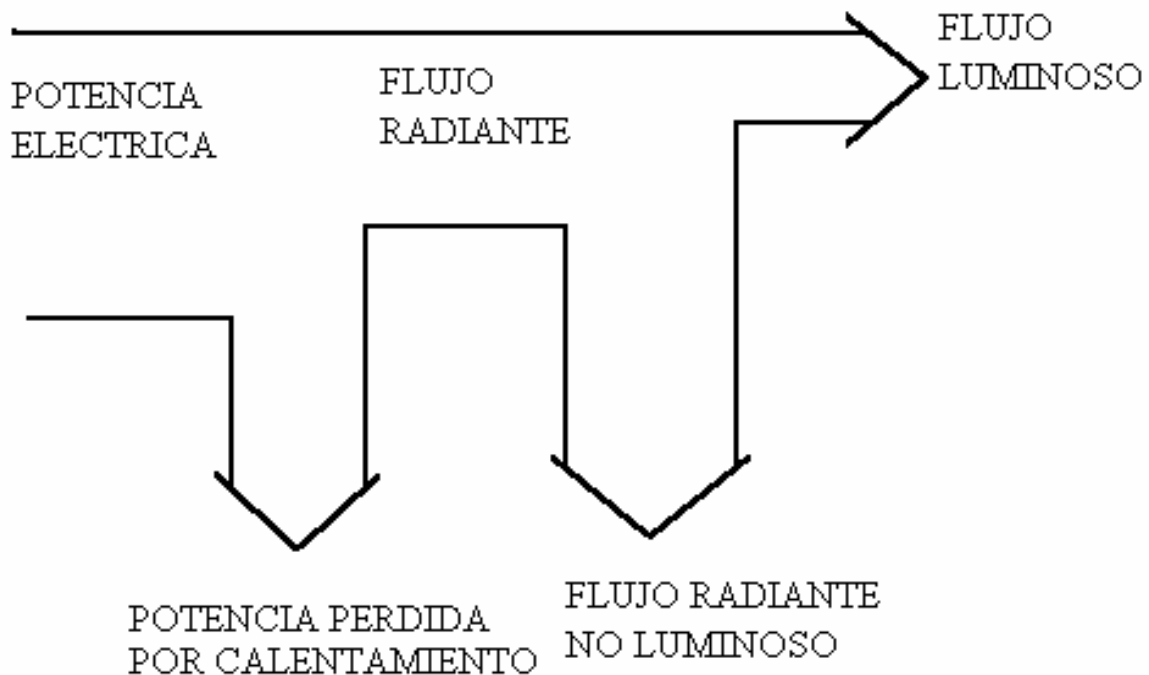 FLUJO
LUMINOSO
POTENCIA
ELECTRICA
FLUJO
RADIANTE
POTENCIA PERDIDA
POR CALENTAMIENTO
FLUJO RADIANTE
NO LUMINOSO